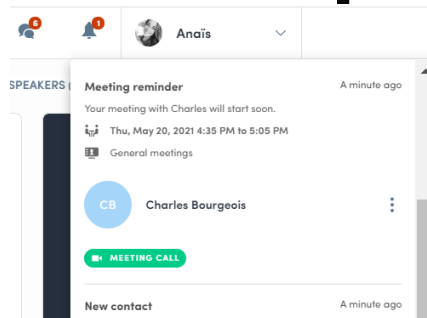 6
1
Anaïs
SPEAKERS (
Meeting reminder A minute ago
Your meeting with Charles will start soon.
Thu, May 20, 2021 4:35 PM to 5:05 PM
General meetings
CB Charles Bourgeois
MEETING CALL
New contact A minute ago